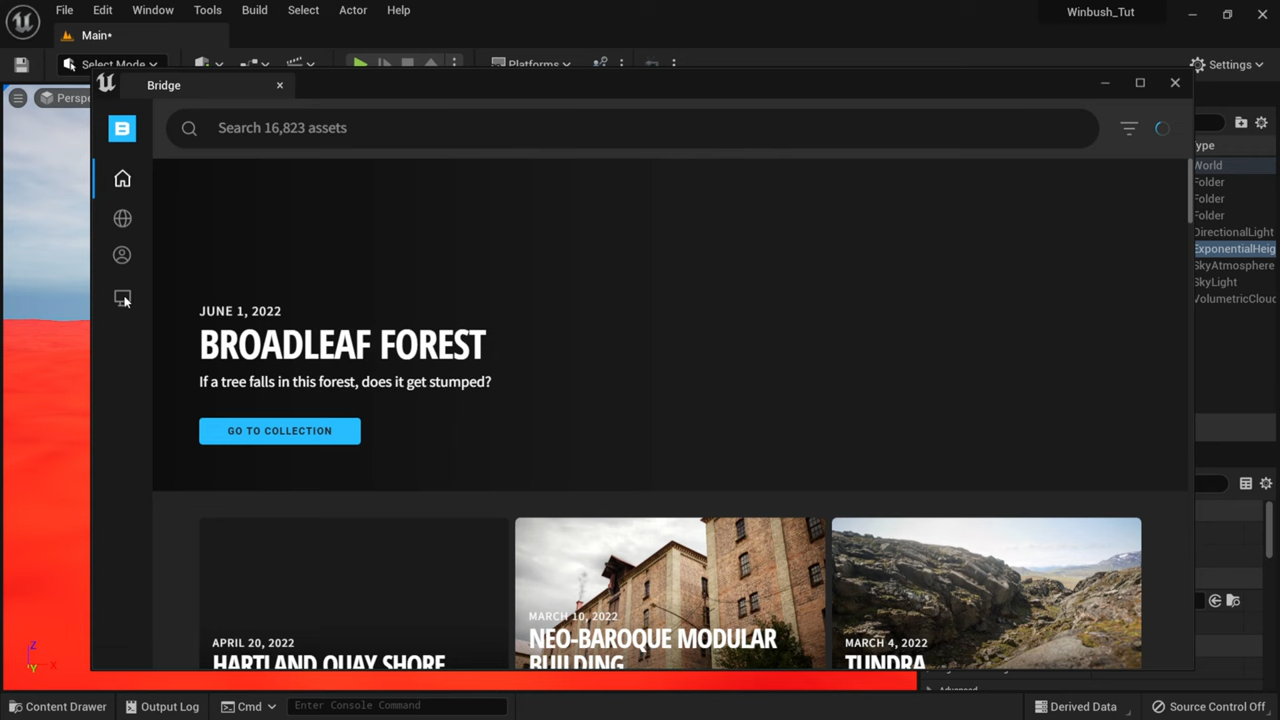 File Edit Window Tools Build Select Actor Help
Winbush_Tut
Main*
Select Mode
Platforms
Settings
Bridge
Search 16,823 assets
World
Folder
Folder
Folder
DirectionalLight
SkyAtmosphere
SkyLight
JUNE 1, 2022
BROADLEAF FOREST
If a tree falls in this forest, does it get stumped?
GO TO COLLECTION
APRIL 20, 2022
HARTLAND QUAY SHORE
MARCH 10, 2022
NEO-BAROQUE MODULAR
BUILDING
MARCH 4, 2022
TUNDRA
Z
X
Y
Content Drawer
Output Log
Cmd
Enter Console Command
Derived Data
Source Control Off